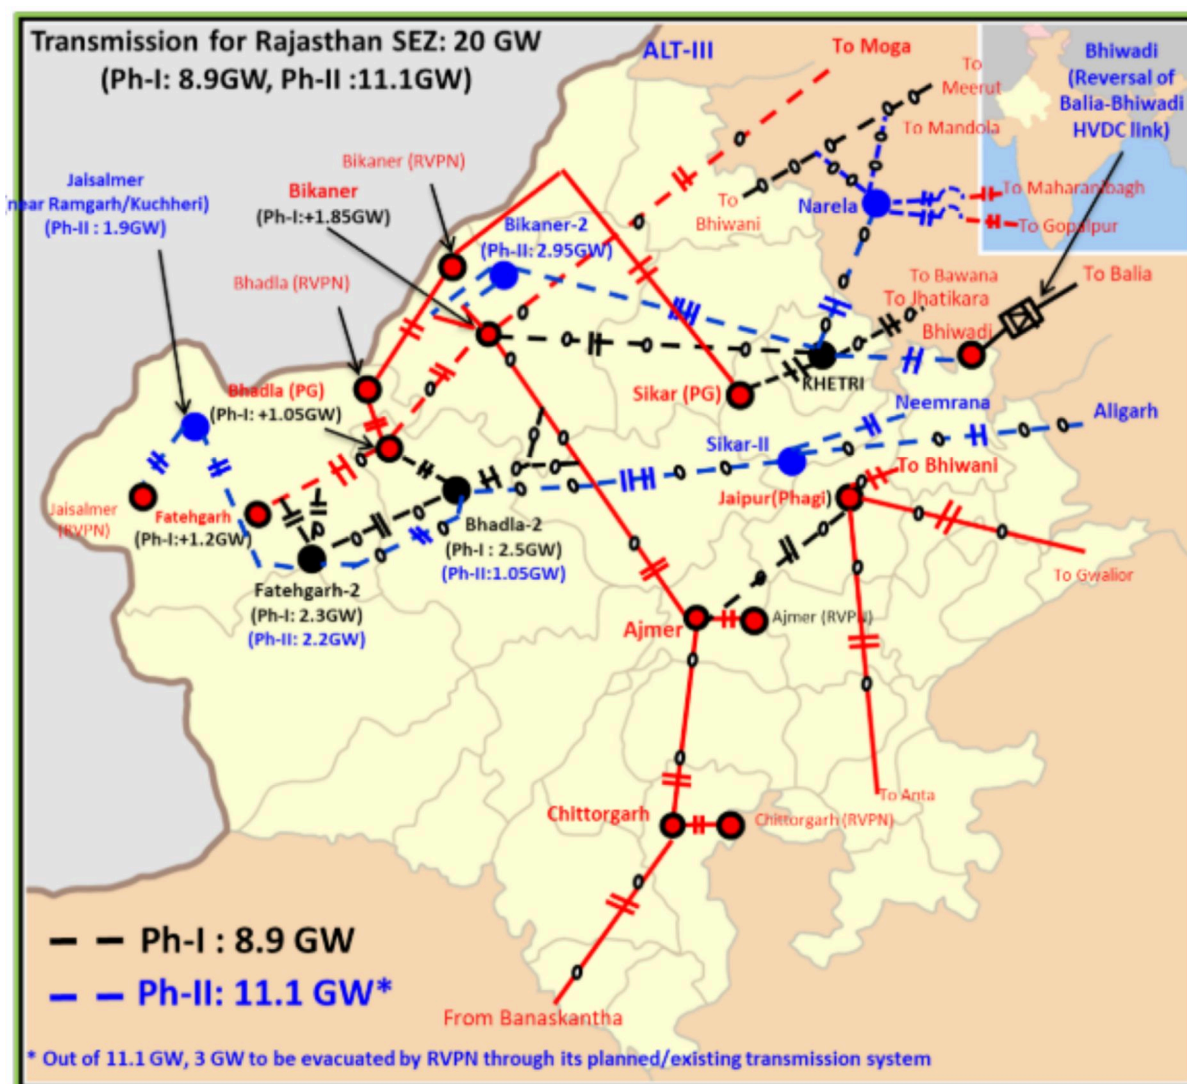 Transmission for Rajasthan SEZ: 20 GW
(Ph-I: 8.9GW, Ph-II :11.1GW)
ALT-III
To Moga
To
Meerut
Bhiwadi
(Reversal of
Balia-Bhiwadi
HVDC link)
To Mandola
Bikaner (RVPN)
Jaisalmer
(near Ramgarh/Kuchheri)
(Ph-II : 1.9GW)
Bikaner
(Ph-I:+1.85GW)
To
Bhiwani
Narela
To Maharanibagh
To Gopalpur
Bikaner-2
(Ph-II: 2.95GW)
Bhadla (RVPN)
To Bawana
To Jhatikara
To Balia
Bhiwadi
KHETRI
Bhadla (PG)
(Ph-I: +1.05GW)
Sikar (PG)
Neemrana
Aligarh
Sikar-II
To Bhiwani
Jaipur(Phagi)
Jaisalmer
(RVPN)
Fatehgarh
(Ph-I:+1.2GW)
Bhadla-2
(Ph-I : 2.5GW)
(Ph-II:1.05GW)
Fatehgarh-2
(Ph-I: 2.3GW)
(Ph-II: 2.2GW)
To Gwalior
Ajmer
Ajmer (RVPN)
To Anta
Chittorgarh
Chittorgarh (RVPN)
Ph-I : 8.9 GW
Ph-II: 11.1 GW*
From Banaskantha
* Out of 11.1 GW, 3 GW to be evacuated by RVPN through its planned/existing transmission system